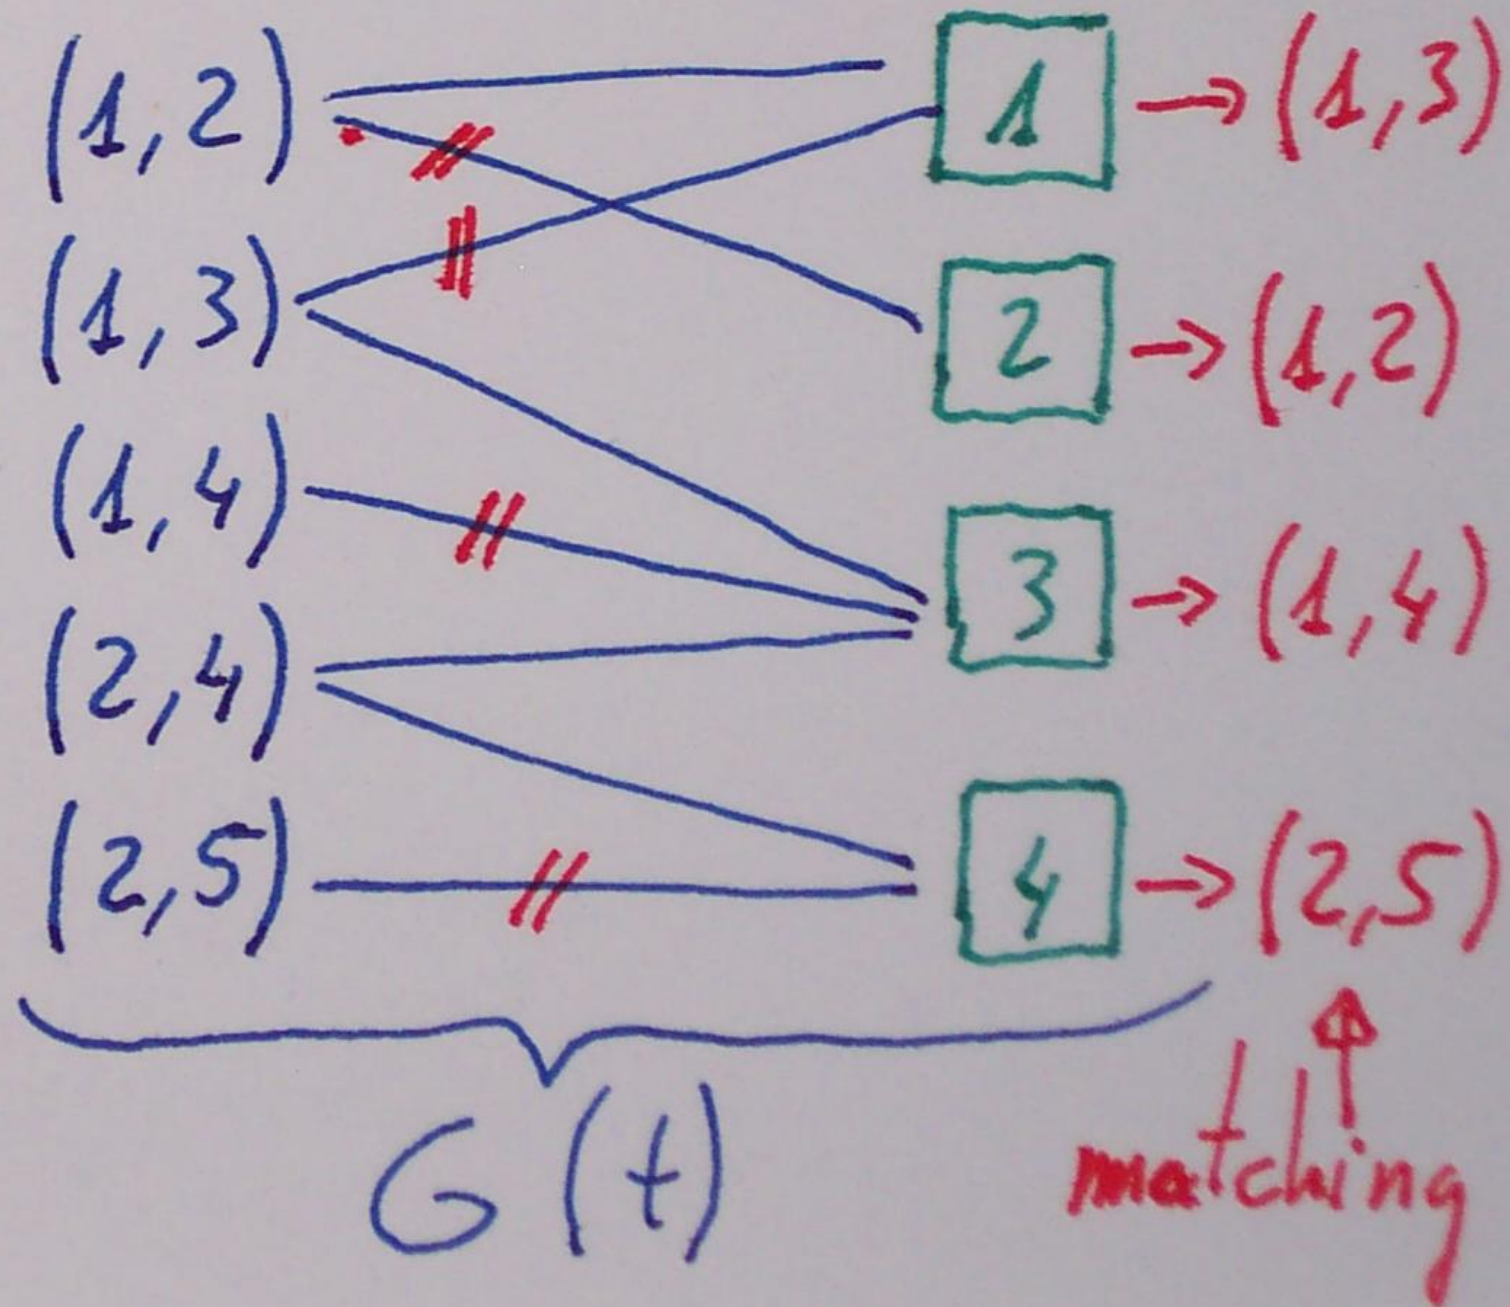 (1,2) 1 → (1,3)
(1,3) 2 → (1,2)
(1,4) 3 → (1,4)
(2,4)
(2,5) 4 → (2,5)
G(t)
matching